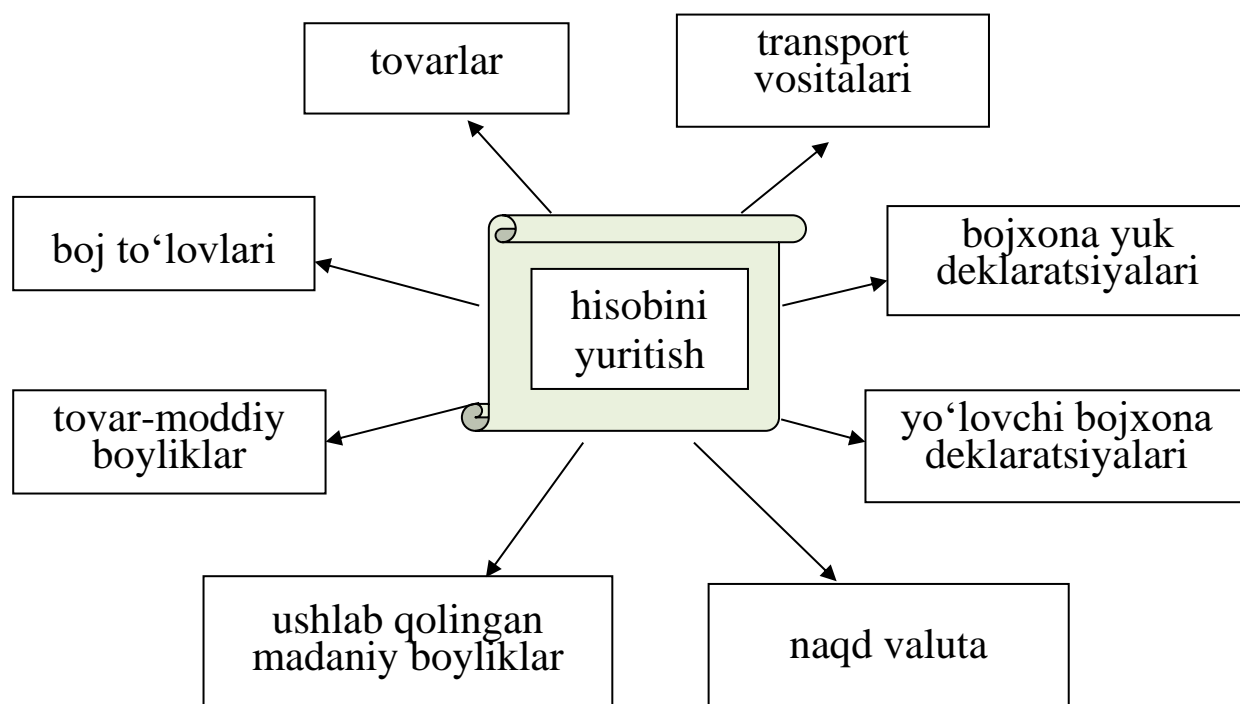 tovarlar
transport
vositalari
boj to‘lovlari
bojxona yuk
deklaratsiyalari
hisobini
yuritish
tovar-moddiy
boyliklar
yo‘lovchi bojxona
deklaratsiyalari
ushlab qolingan
madaniy boyliklar
naqd valuta